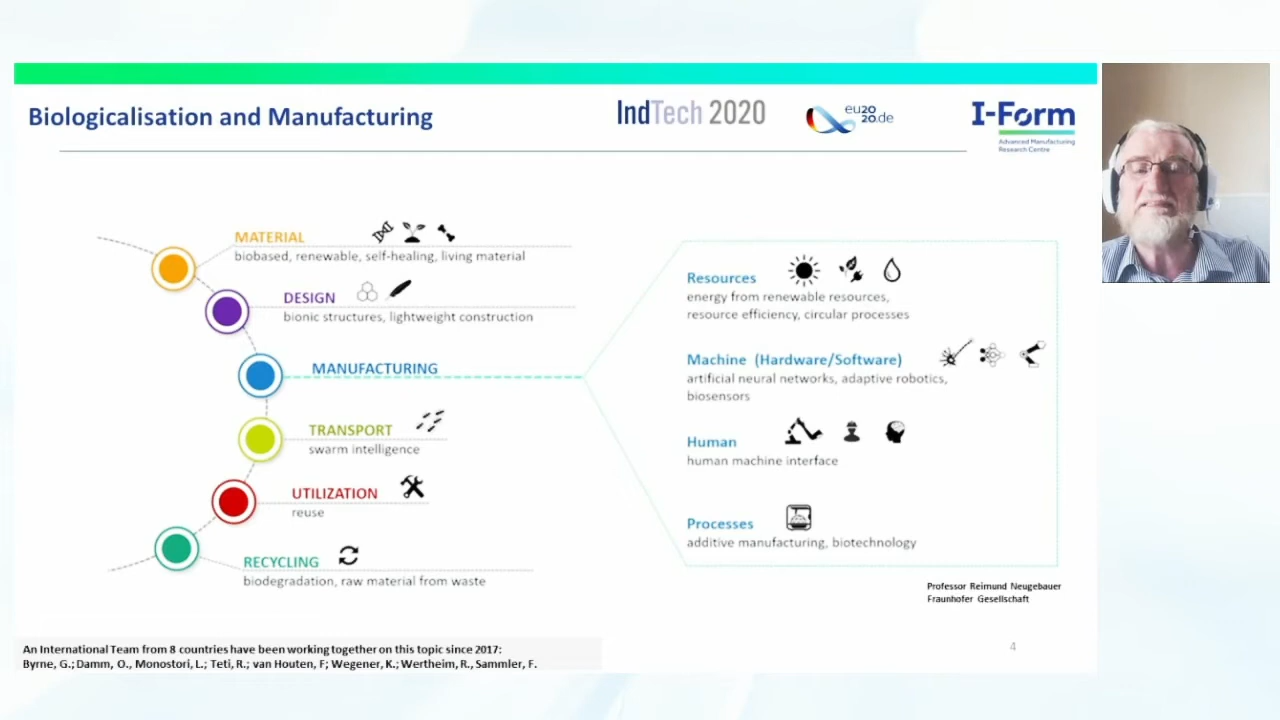 Biologicalisation and Manufacturing
IndTech 2020
eu20
20.de
I-Form
Advanced Manufacturing
Research Centre
MATERIAL
biobased, renewable, self-healing, living material
DESIGN
bionic structures, lightweight construction
MANUFACTURING
TRANSPORT
swarm intelligence
UTILIZATION
reuse
RECYCLING
biodegradation, raw material from waste
Resources
energy from renewable resources,
resource efficiency, circular processes
Machine (Hardware/Software)
artificial neural networks, adaptive robotics,
biosensors
Human
human machine interface
Processes
additive manufacturing, biotechnology
Professor Reimund Neugebauer
Fraunhofer Gesellschaft
An International Team from 8 countries have been working together on this topic since 2017:
Byrne, G.; Damm, O., Monostori, L.; Teti, R.; van Houten, F; Wegener, K.; Wertheim, R., Sammler, F.
4